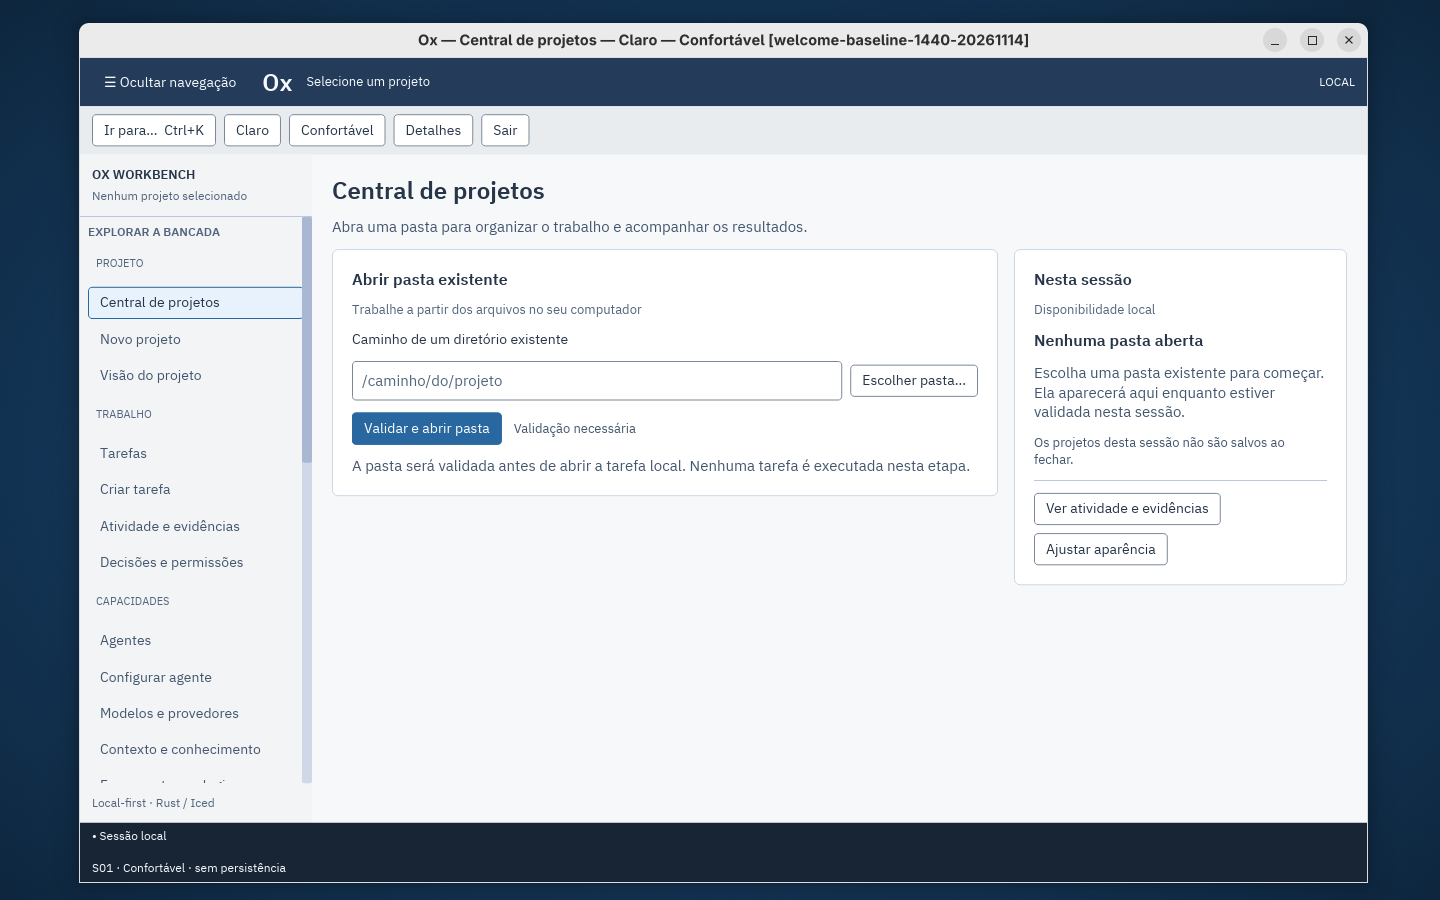 Ox — Central de projetos — Claro — Confortável [welcome-baseline-1440-20261114]
☰ Ocultar navegação
Ox
Selecione um projeto
LOCAL
Ir para... Ctrl+K
Claro
Confortável
Detalhes
Sair
OX WORKBENCH
Nenhum projeto selecionado
EXPLORAR A BANCADA
PROJETO
Central de projetos
Novo projeto
Visão do projeto
TRABALHO
Tarefas
Criar tarefa
Atividade e evidências
Decisões e permissões
CAPACIDADES
Agentes
Configurar agente
Modelos e provedores
Contexto e conhecimento
Local-first · Rust / Iced
Central de projetos
Abra uma pasta para organizar o trabalho e acompanhar os resultados.
Abrir pasta existente
Trabalhe a partir dos arquivos no seu computador
Caminho de um diretório existente
/caminho/do/projeto
Escolher pasta...
Validar e abrir pasta
Validação necessária
A pasta será validada antes de abrir a tarefa local. Nenhuma tarefa é executada nesta etapa.
Nesta sessão
Disponibilidade local
Nenhuma pasta aberta
Escolha uma pasta existente para começar.
Ela aparecerá aqui enquanto estiver
validada nesta sessão.
Os projetos desta sessão não são salvos ao
fechar.
Ver atividade e evidências
Ajustar aparência
• Sessão local
S01 · Confortável · sem persistência